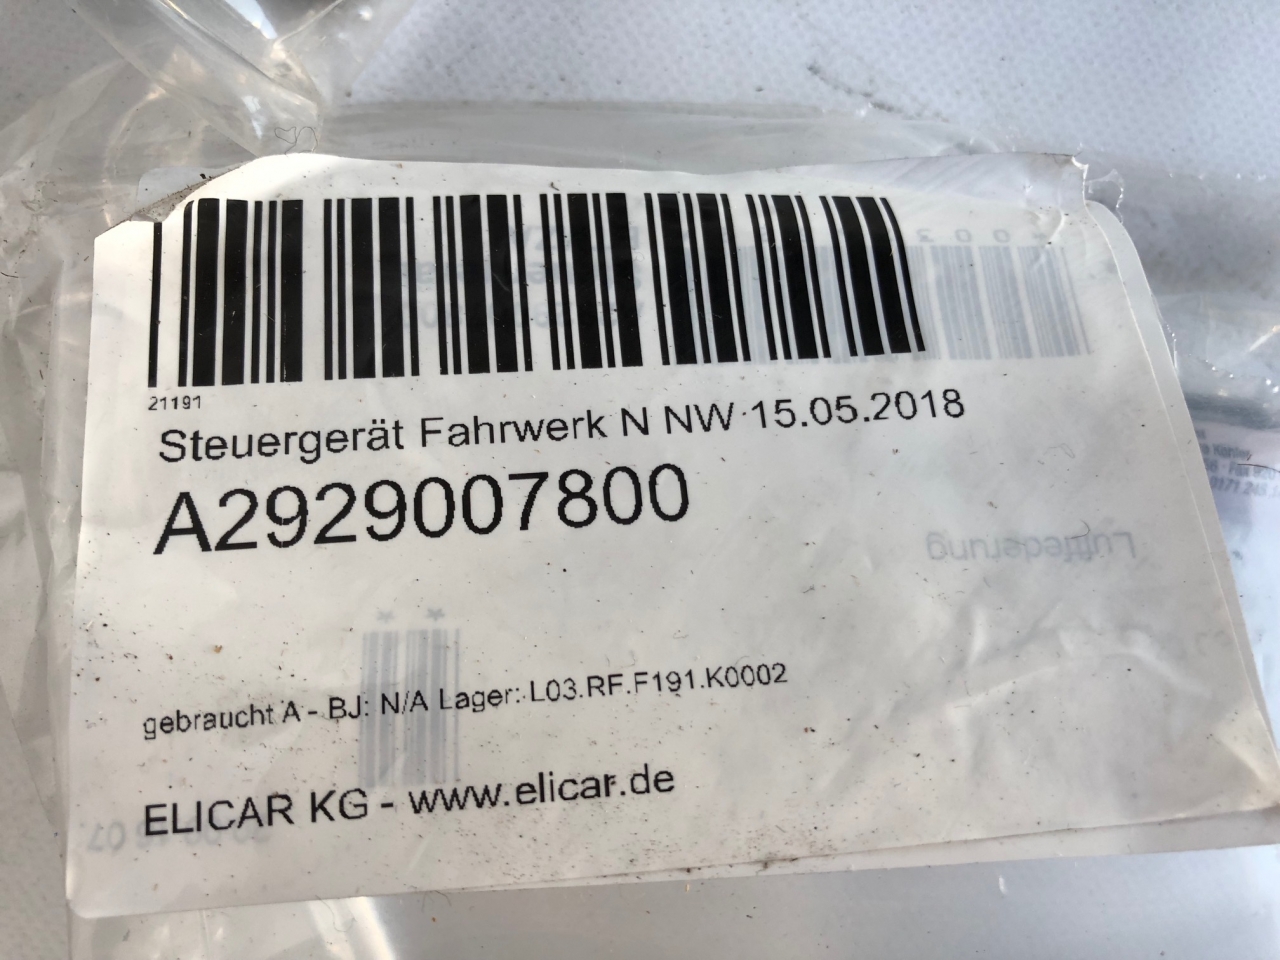 21191
Steuergerät Fahrwerk N NW 15.05.2018
A2929007800
gebraucht A - BJ: N/A Lager: L03.RF.F191.K0002
ELICAR KG - www.elicar.de
Luftfederung